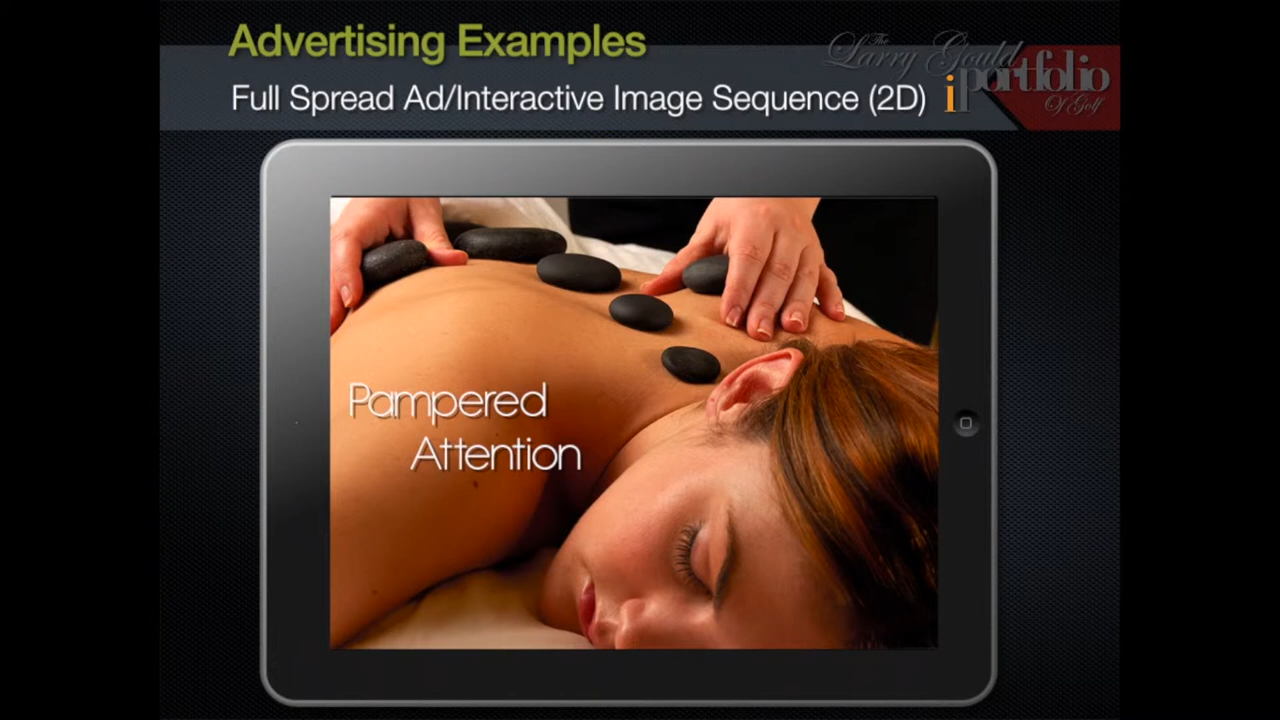 Advertising Examples
Full Spread Ad/Interactive Image Sequence (2D)
The
Larry Gould
iPortfolio
Of Golf
Pampered
Attention